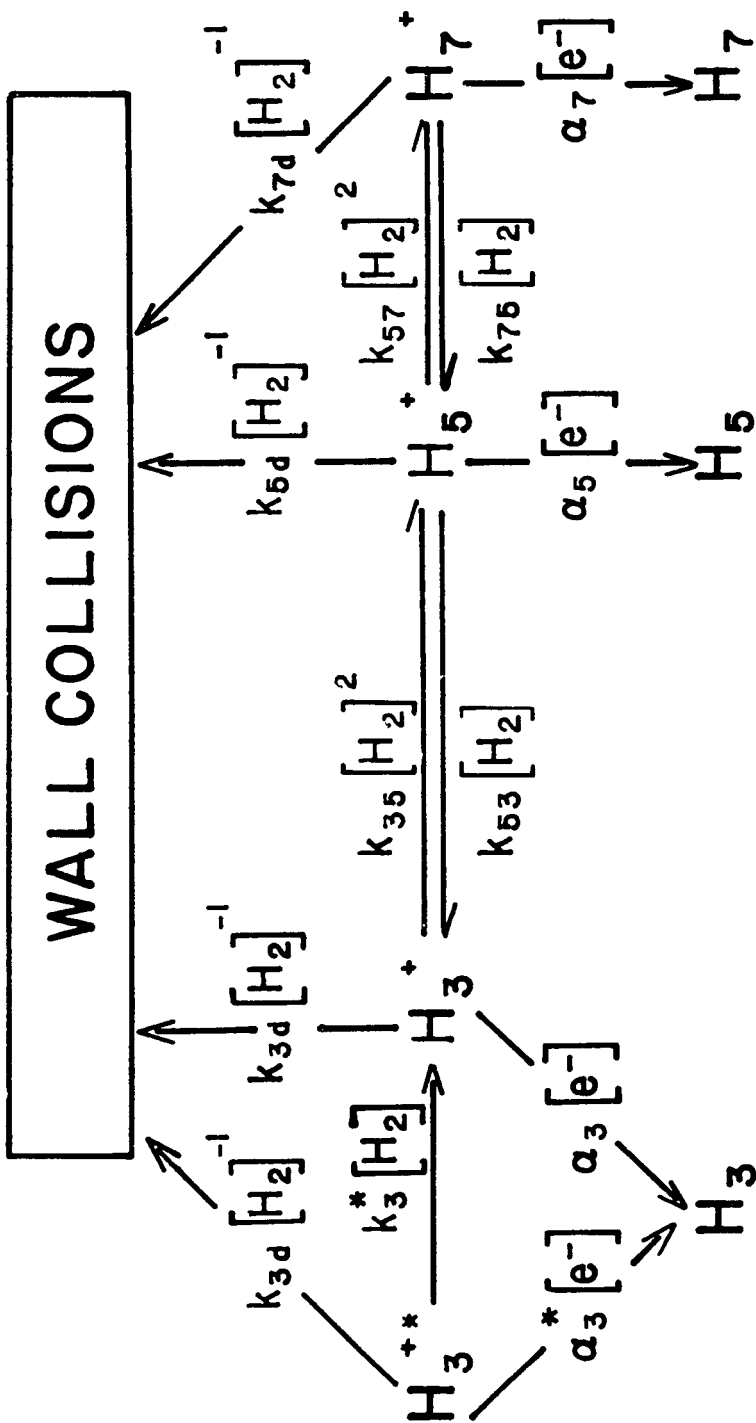 WALL COLLISIONS
k₃d[H₂]⁻¹
k₃d[H₂]⁻¹
k₅d[H₂]⁻¹
k₇d[H₂]⁻¹
k₃*[H₂]
k₃₅[H₂]²
k₅₇[H₂]²
H₃⁺*
H₃⁺
H₅⁺
H₇⁺
k₅₃[H₂]
k₇₅[H₂]
α₃*[e⁻]
α₃[e⁻]
α₅[e⁻]
α₇[e⁻]
H₃
H₅
H₇